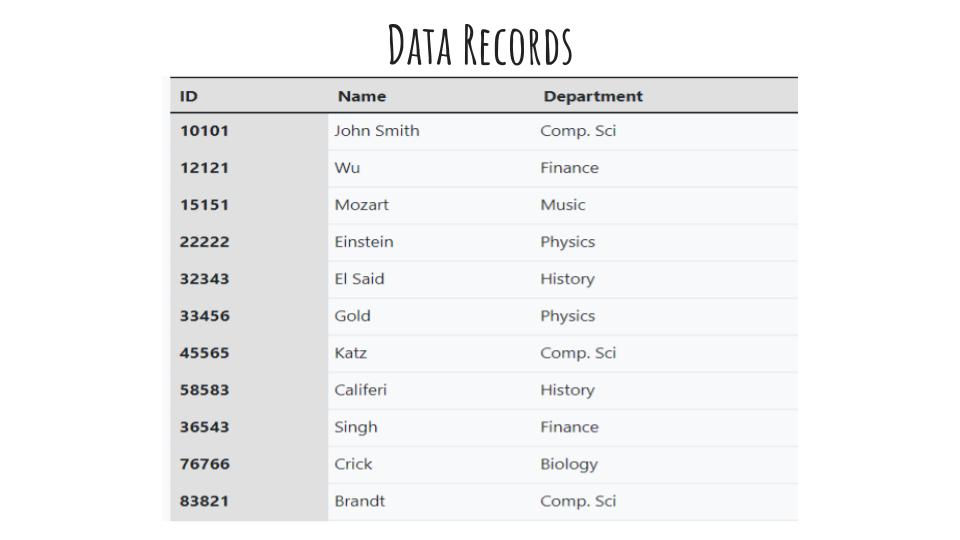 Data Records
ID Name Department
10101 John Smith Comp. Sci
12121 Wu Finance
15151 Mozart Music
22222 Einstein Physics
32343 El Said History
33456 Gold Physics
45565 Katz Comp. Sci
58583 Califeri History
36543 Singh Finance
76766 Crick Biology
83821 Brandt Comp. Sci